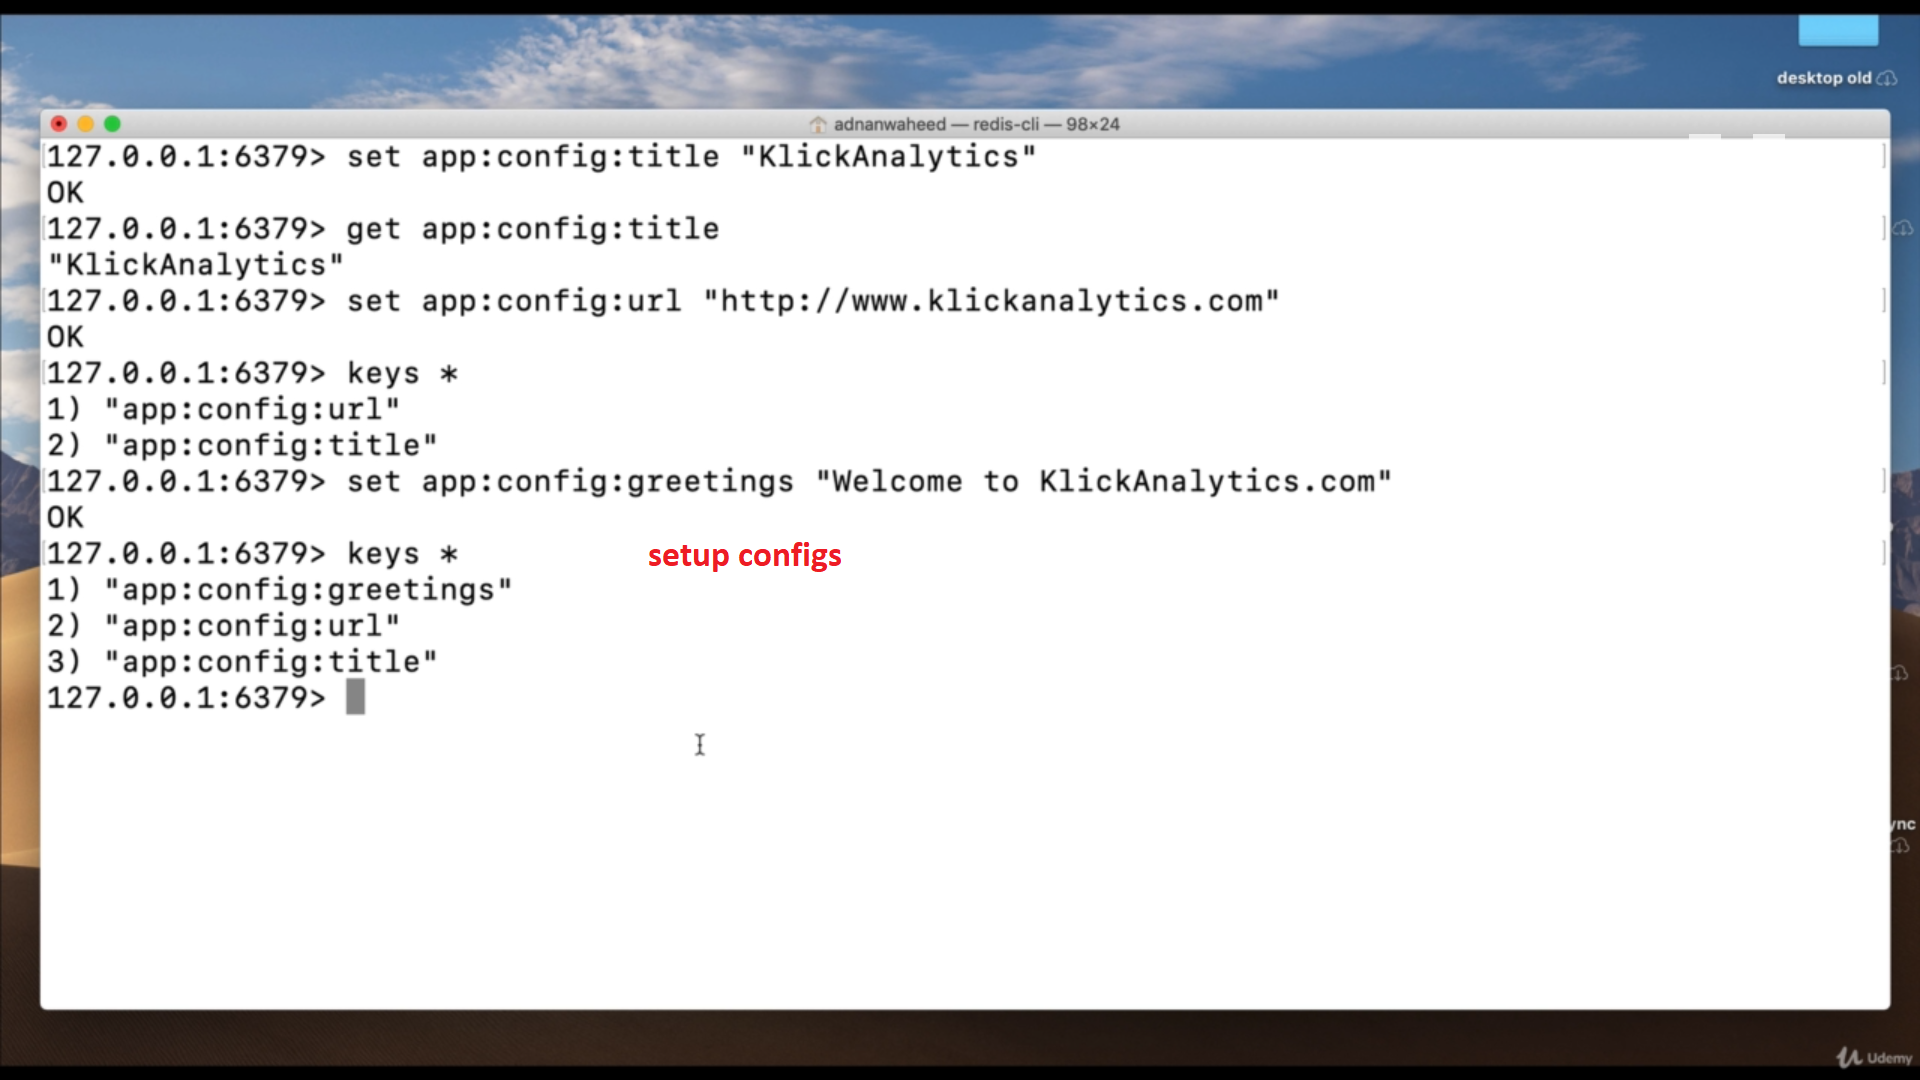 desktop old
adnanwaheed — redis-cli — 98×24
127.0.0.1:6379> set app:config:title "KlickAnalytics"
OK
127.0.0.1:6379> get app:config:title
"KlickAnalytics"
127.0.0.1:6379> set app:config:url "http://www.klickanalytics.com"
OK
127.0.0.1:6379> keys *
1) "app:config:url"
2) "app:config:title"
127.0.0.1:6379> set app:config:greetings "Welcome to KlickAnalytics.com"
OK
127.0.0.1:6379> keys *
setup configs
1) "app:config:greetings"
2) "app:config:url"
3) "app:config:title"
127.0.0.1:6379>
ync
Udemy